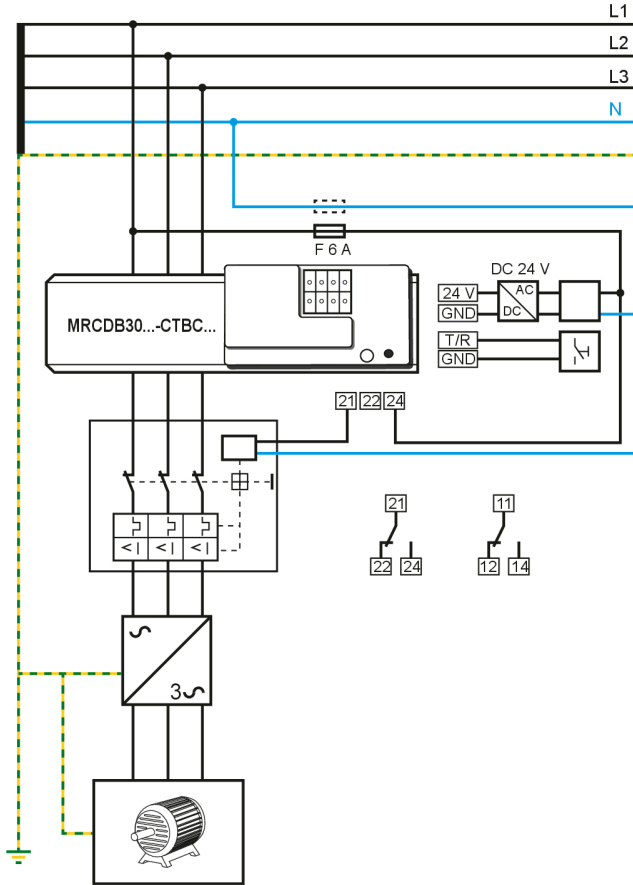 L1
L2
L3
N
F 6 A
DC 24 V
24 V
GND
AC
DC
T/R
GND
MRCDB30...-CTBC...
21 22 24
21
22 24
11
12 14
3